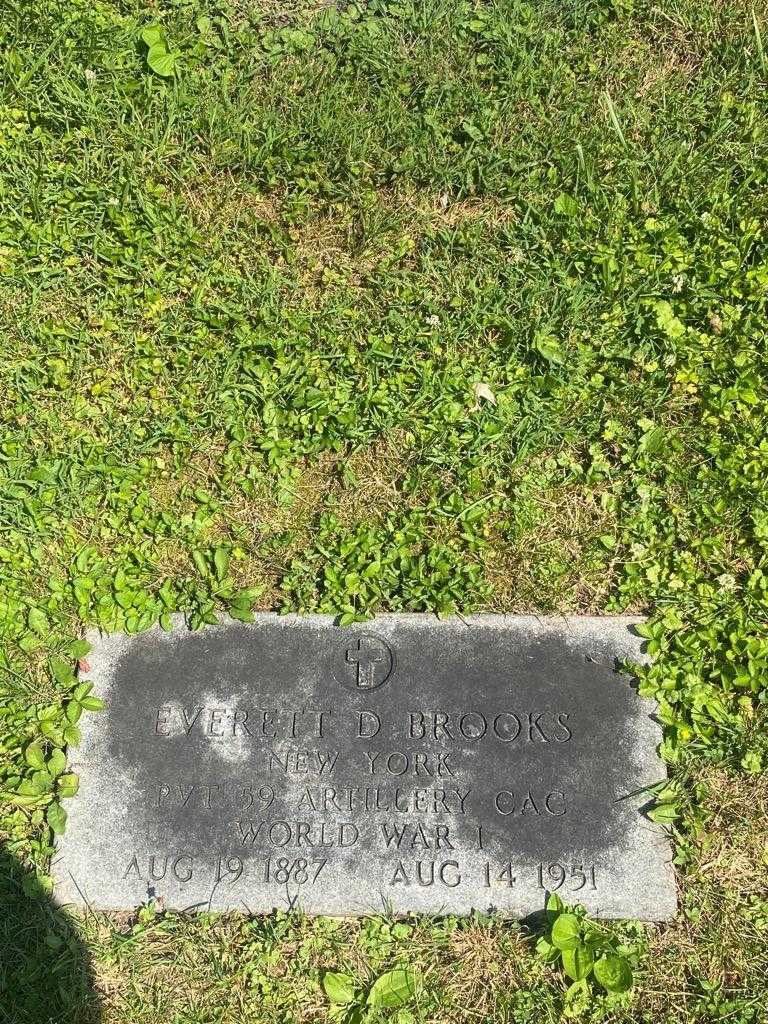 EVERETT D BROOKS
NEW YORK
PVT 59 ARTILLERY CAC
WORLD WAR I
AUG 19 1887 AUG 14 1951